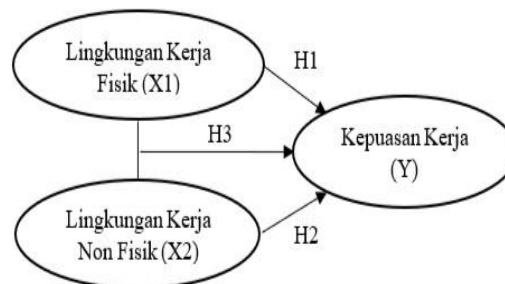 Lingkungan Kerja
Fisik (X1)
H1
H3
Kepuasan Kerja
(Y)
Lingkungan Kerja
Non Fisik (X2)
H2